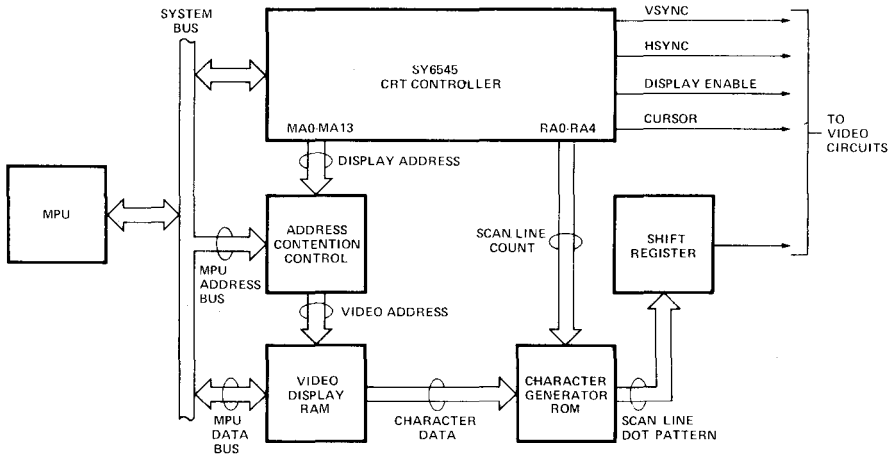 SYSTEM
BUS
VSYNC
HSYNC
SY6545
CRT CONTROLLER
DISPLAY ENABLE
CURSOR
MA0-MA13
RA0-RA4
TO
VIDEO
CIRCUITS
DISPLAY ADDRESS
MPU
ADDRESS
CONTENTION
CONTROL
SCAN LINE
COUNT
SHIFT
REGISTER
MPU
ADDRESS
BUS
VIDEO ADDRESS
VIDEO
DISPLAY
RAM
CHARACTER
GENERATOR
ROM
MPU
DATA
BUS
CHARACTER
DATA
SCAN LINE
DOT PATTERN